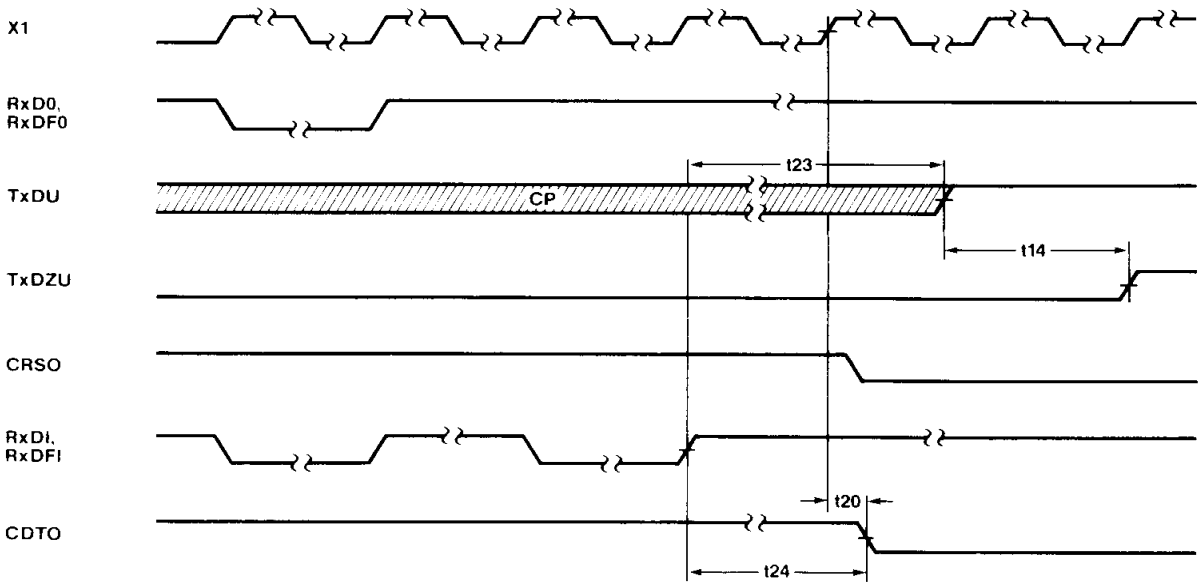 X1
RxD0,
RxDF0
t23
TxDU
CP
t14
TxDZU
CRSO
RxDI,
RxDFI
t20
CDTO
t24